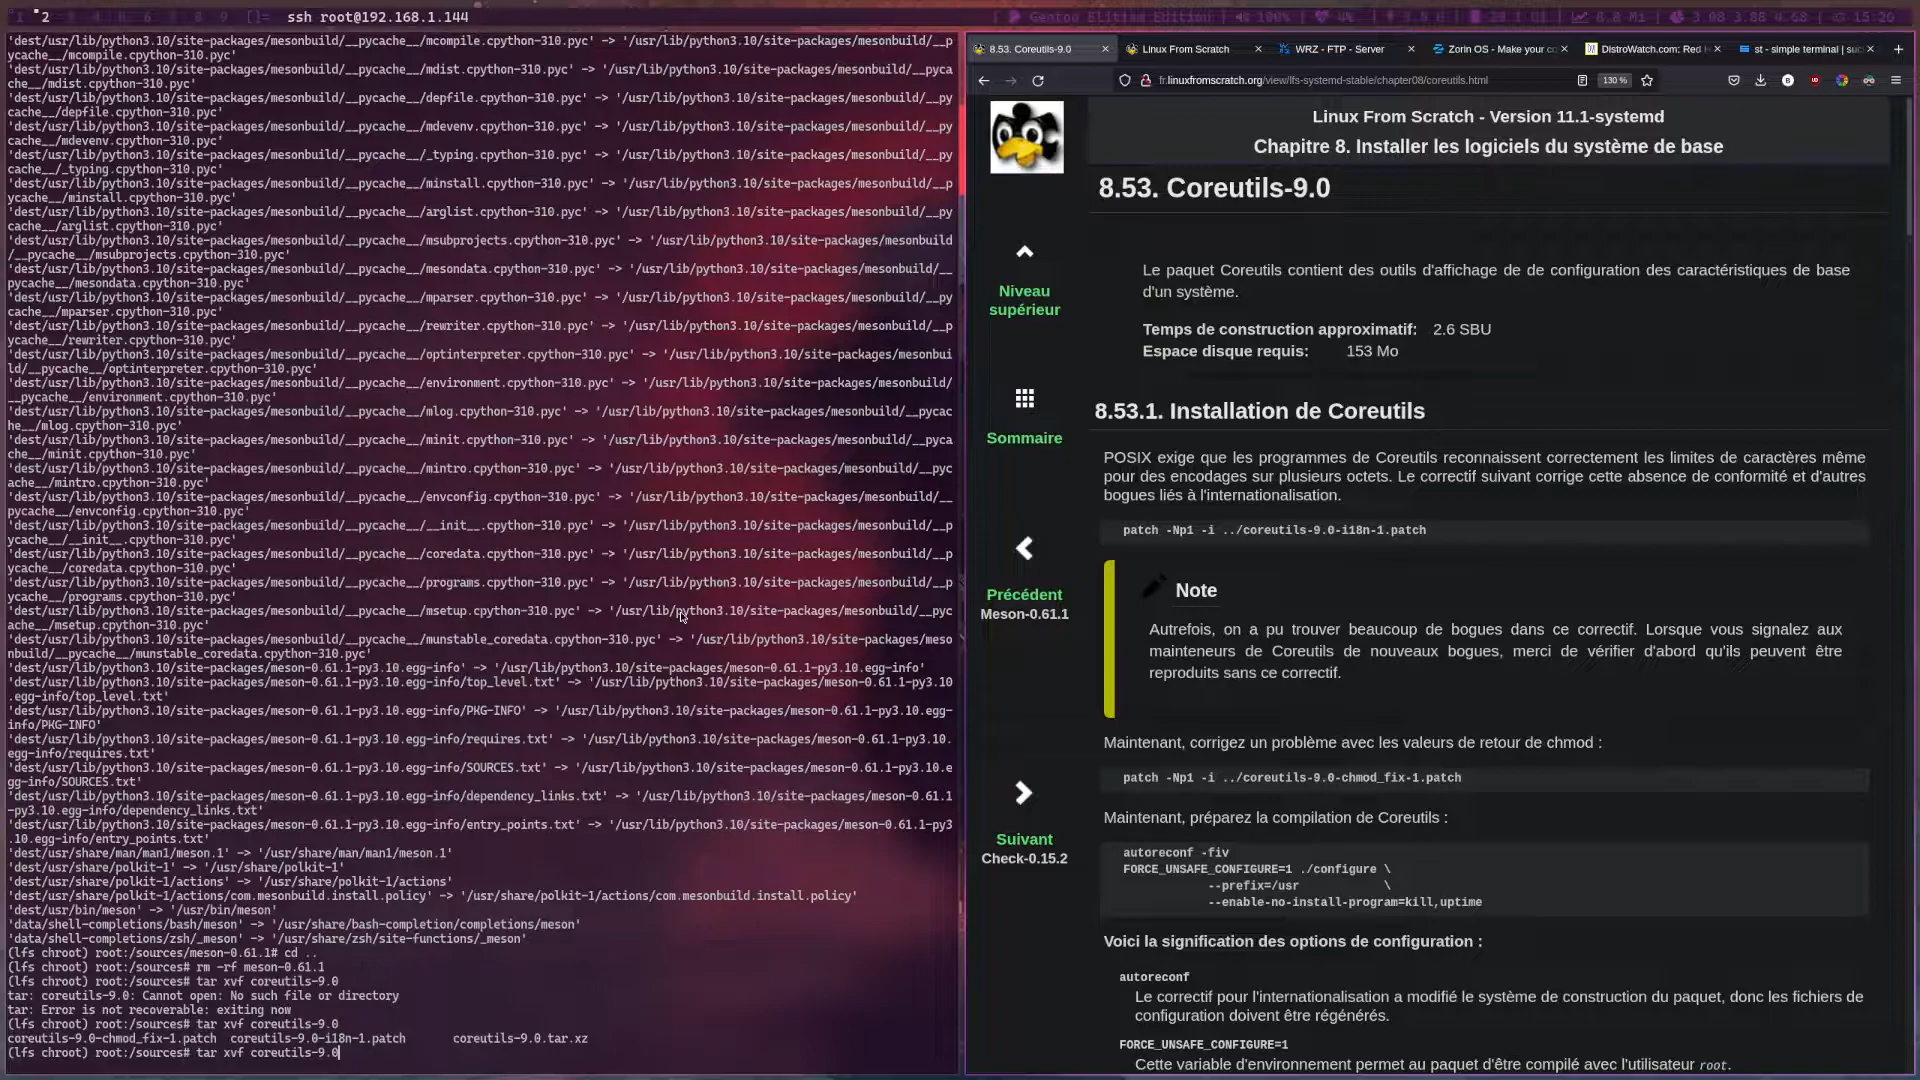 2
ssh root@192.168.1.144
'dest/usr/lib/python3.10/site-packages/mesonbuild/__pycache__/mcompile.cpython-310.pyc' -> '/usr/lib/python3.10/site-packages/mesonbuild/__p
ycache__/mcompile.cpython-310.pyc'
'dest/usr/lib/python3.10/site-packages/mesonbuild/__pycache__/mdist.cpython-310.pyc' -> '/usr/lib/python3.10/site-packages/mesonbuild/__pyca
che__/mdist.cpython-310.pyc'
'dest/usr/lib/python3.10/site-packages/mesonbuild/__pycache__/depfile.cpython-310.pyc' -> '/usr/lib/python3.10/site-packages/mesonbuild/__py
cache__/depfile.cpython-310.pyc'
'dest/usr/lib/python3.10/site-packages/mesonbuild/__pycache__/mdevenv.cpython-310.pyc' -> '/usr/lib/python3.10/site-packages/mesonbuild/__py
cache__/mdevenv.cpython-310.pyc'
'dest/usr/lib/python3.10/site-packages/mesonbuild/__pycache__/_typing.cpython-310.pyc' -> '/usr/lib/python3.10/site-packages/mesonbuild/__py
cache__/_typing.cpython-310.pyc'
'dest/usr/lib/python3.10/site-packages/mesonbuild/__pycache__/minstall.cpython-310.pyc' -> '/usr/lib/python3.10/site-packages/mesonbuild/__p
ycache__/minstall.cpython-310.pyc'
'dest/usr/lib/python3.10/site-packages/mesonbuild/__pycache__/arglist.cpython-310.pyc' -> '/usr/lib/python3.10/site-packages/mesonbuild/__py
cache__/arglist.cpython-310.pyc'
'dest/usr/lib/python3.10/site-packages/mesonbuild/__pycache__/msubprojects.cpython-310.pyc' -> '/usr/lib/python3.10/site-packages/mesonbuild
/__pycache__/msubprojects.cpython-310.pyc'
'dest/usr/lib/python3.10/site-packages/mesonbuild/__pycache__/mesondata.cpython-310.pyc' -> '/usr/lib/python3.10/site-packages/mesonbuild/__
pycache__/mesondata.cpython-310.pyc'
'dest/usr/lib/python3.10/site-packages/mesonbuild/__pycache__/mparser.cpython-310.pyc' -> '/usr/lib/python3.10/site-packages/mesonbuild/__py
cache__/mparser.cpython-310.pyc'
'dest/usr/lib/python3.10/site-packages/mesonbuild/__pycache__/rewriter.cpython-310.pyc' -> '/usr/lib/python3.10/site-packages/mesonbuild/__p
ycache__/rewriter.cpython-310.pyc'
'dest/usr/lib/python3.10/site-packages/mesonbuild/__pycache__/optinterpreter.cpython-310.pyc' -> '/usr/lib/python3.10/site-packages/mesonbui
ld/__pycache__/optinterpreter.cpython-310.pyc'
'dest/usr/lib/python3.10/site-packages/mesonbuild/__pycache__/environment.cpython-310.pyc' -> '/usr/lib/python3.10/site-packages/mesonbuild/
__pycache__/environment.cpython-310.pyc'
'dest/usr/lib/python3.10/site-packages/mesonbuild/__pycache__/mlog.cpython-310.pyc' -> '/usr/lib/python3.10/site-packages/mesonbuild/__pycac
he__/mlog.cpython-310.pyc'
'dest/usr/lib/python3.10/site-packages/mesonbuild/__pycache__/minit.cpython-310.pyc' -> '/usr/lib/python3.10/site-packages/mesonbuild/__pyca
che__/minit.cpython-310.pyc'
'dest/usr/lib/python3.10/site-packages/mesonbuild/__pycache__/mintro.cpython-310.pyc' -> '/usr/lib/python3.10/site-packages/mesonbuild/__pyc
ache__/mintro.cpython-310.pyc'
'dest/usr/lib/python3.10/site-packages/mesonbuild/__pycache__/envconfig.cpython-310.pyc' -> '/usr/lib/python3.10/site-packages/mesonbuild/__
pycache__/envconfig.cpython-310.pyc'
'dest/usr/lib/python3.10/site-packages/mesonbuild/__pycache__/__init__.cpython-310.pyc' -> '/usr/lib/python3.10/site-packages/mesonbuild/__p
ycache__/__init__.cpython-310.pyc'
'dest/usr/lib/python3.10/site-packages/mesonbuild/__pycache__/coredata.cpython-310.pyc' -> '/usr/lib/python3.10/site-packages/mesonbuild/__p
ycache__/coredata.cpython-310.pyc'
'dest/usr/lib/python3.10/site-packages/mesonbuild/__pycache__/programs.cpython-310.pyc' -> '/usr/lib/python3.10/site-packages/mesonbuild/__p
ycache__/programs.cpython-310.pyc'
'dest/usr/lib/python3.10/site-packages/mesonbuild/__pycache__/msetup.cpython-310.pyc' -> '/usr/lib/python3.10/site-packages/mesonbuild/__pyc
ache__/msetup.cpython-310.pyc'
'dest/usr/lib/python3.10/site-packages/mesonbuild/__pycache__/munstable_coredata.cpython-310.pyc' -> '/usr/lib/python3.10/site-packages/meso
nbuild/__pycache__/munstable_coredata.cpython-310.pyc'
'dest/usr/lib/python3.10/site-packages/meson-0.61.1-py3.10.egg-info' -> '/usr/lib/python3.10/site-packages/meson-0.61.1-py3.10.egg-info'
'dest/usr/lib/python3.10/site-packages/meson-0.61.1-py3.10.egg-info/top_level.txt' -> '/usr/lib/python3.10/site-packages/meson-0.61.1-py3.10
.egg-info/top_level.txt'
'dest/usr/lib/python3.10/site-packages/meson-0.61.1-py3.10.egg-info/PKG-INFO' -> '/usr/lib/python3.10/site-packages/meson-0.61.1-py3.10.egg-
info/PKG-INFO'
'dest/usr/lib/python3.10/site-packages/meson-0.61.1-py3.10.egg-info/requires.txt' -> '/usr/lib/python3.10/site-packages/meson-0.61.1-py3.10.
egg-info/requires.txt'
'dest/usr/lib/python3.10/site-packages/meson-0.61.1-py3.10.egg-info/SOURCES.txt' -> '/usr/lib/python3.10/site-packages/meson-0.61.1-py3.10.e
gg-info/SOURCES.txt'
'dest/usr/lib/python3.10/site-packages/meson-0.61.1-py3.10.egg-info/dependency_links.txt' -> '/usr/lib/python3.10/site-packages/meson-0.61.1
-py3.10.egg-info/dependency_links.txt'
'dest/usr/lib/python3.10/site-packages/meson-0.61.1-py3.10.egg-info/entry_points.txt' -> '/usr/lib/python3.10/site-packages/meson-0.61.1-py3
.10.egg-info/entry_points.txt'
'dest/usr/share/man/man1/meson.1' -> '/usr/share/man/man1/meson.1'
'dest/usr/share/polkit-1' -> '/usr/share/polkit-1'
'dest/usr/share/polkit-1/actions' -> '/usr/share/polkit-1/actions'
'dest/usr/share/polkit-1/actions/com.mesonbuild.install.policy' -> '/usr/share/polkit-1/actions/com.mesonbuild.install.policy'
'dest/usr/bin/meson' -> '/usr/bin/meson'
'data/shell-completions/bash/meson' -> '/usr/share/bash-completion/completions/meson'
'data/shell-completions/zsh/_meson' -> '/usr/share/zsh/site-functions/_meson'
(lfs chroot) root:/sources/meson-0.61.1# cd ..
(lfs chroot) root:/sources# rm -rf meson-0.61.1
(lfs chroot) root:/sources# tar xvf coreutils-9.0
tar: coreutils-9.0: Cannot open: No such file or directory
tar: Error is not recoverable: exiting now
(lfs chroot) root:/sources# tar xvf coreutils-9.0
coreutils-9.0-chmod_fix-1.patch  coreutils-9.0-i18n-1.patch      coreutils-9.0.tar.xz
(lfs chroot) root:/sources# tar xvf coreutils-9.0
8.53. Coreutils-9.0
Linux From Scratch
WRZ - FTP - Server
Zorin OS - Make your co
DistroWatch.com: Red H
st - simple terminal | suc
fr.linuxfromscratch.org/view/lfs-systemd-stable/chapter08/coreutils.html
130 %
Linux From Scratch - Version 11.1-systemd
Chapitre 8. Installer les logiciels du système de base
8.53. Coreutils-9.0
Niveau
supérieur
Sommaire
Précédent
Meson-0.61.1
Suivant
Check-0.15.2
Le paquet Coreutils contient des outils d'affichage de de configuration des caractéristiques de base
d'un système.
Temps de construction approximatif: 2.6 SBU
Espace disque requis: 153 Mo
8.53.1. Installation de Coreutils
POSIX exige que les programmes de Coreutils reconnaissent correctement les limites de caractères même
pour des encodages sur plusieurs octets. Le correctif suivant corrige cette absence de conformité et d'autres
bogues liés à l'internationalisation.
patch -Np1 -i ../coreutils-9.0-i18n-1.patch
Note
Autrefois, on a pu trouver beaucoup de bogues dans ce correctif. Lorsque vous signalez aux
mainteneurs de Coreutils de nouveaux bogues, merci de vérifier d'abord qu'ils peuvent être
reproduits sans ce correctif.
Maintenant, corrigez un problème avec les valeurs de retour de chmod :
patch -Np1 -i ../coreutils-9.0-chmod_fix-1.patch
Maintenant, préparez la compilation de Coreutils :
autoreconf -fiv
FORCE_UNSAFE_CONFIGURE=1 ./configure \
--prefix=/usr \
--enable-no-install-program=kill,uptime
Voici la signification des options de configuration :
autoreconf
Le correctif pour l'internationalisation a modifié le système de construction du paquet, donc les fichiers de
configuration doivent être régénérés.
FORCE_UNSAFE_CONFIGURE=1
Cette variable d'environnement permet au paquet d'être compilé avec l'utilisateur root.